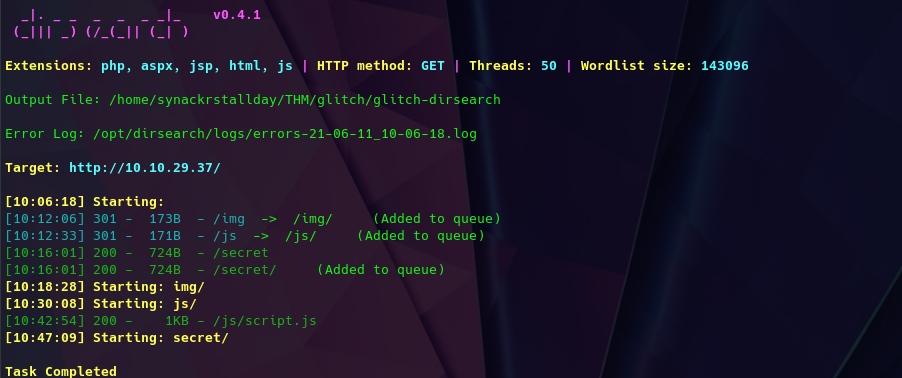 _|. _ _  _  _  _ _|_    v0.4.1
(_||| _) (/_(_|| (_| )
Extensions: php, aspx, jsp, html, js | HTTP method: GET | Threads: 50 | Wordlist size: 143096
Output File: /home/synackrstallday/THM/glitch/glitch-dirsearch
Error Log: /opt/dirsearch/logs/errors-21-06-11_10-06-18.log
Target: http://10.10.29.37/
[10:06:18] Starting:
[10:12:06] 301 -  173B  - /img  ->  /img/     (Added to queue)
[10:12:33] 301 -  171B  - /js  ->  /js/     (Added to queue)
[10:16:01] 200 -  724B  - /secret
[10:16:01] 200 -  724B  - /secret/     (Added to queue)
[10:18:28] Starting: img/
[10:30:08] Starting: js/
[10:42:54] 200 -    1KB - /js/script.js
[10:47:09] Starting: secret/
Task Completed